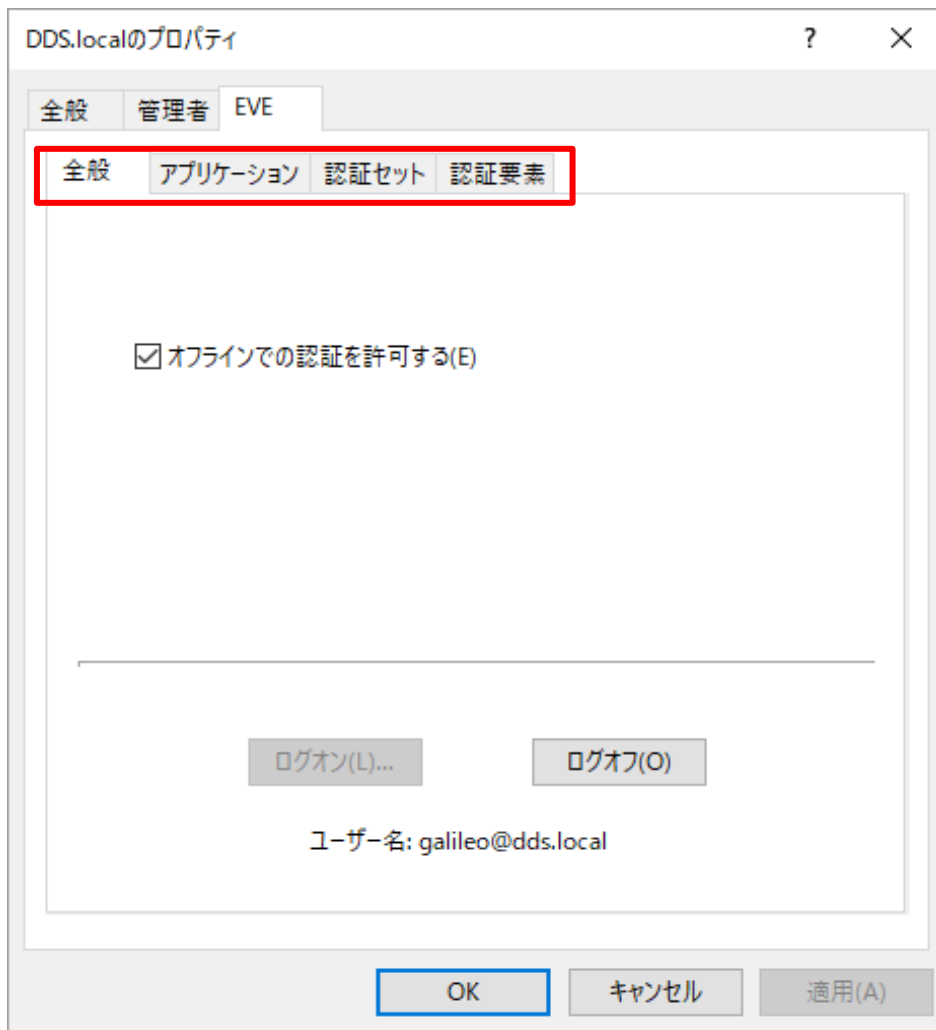 DDS.localのプロパティ ?
全般 管理者 EVE
全般 アプリケーション 認証セット 認証要素
オフラインでの認証を許可する(E)
ログオン(L)... ログオフ(O)
ユーザー名: galileo@dds.local
OK キャンセル 適用(A)